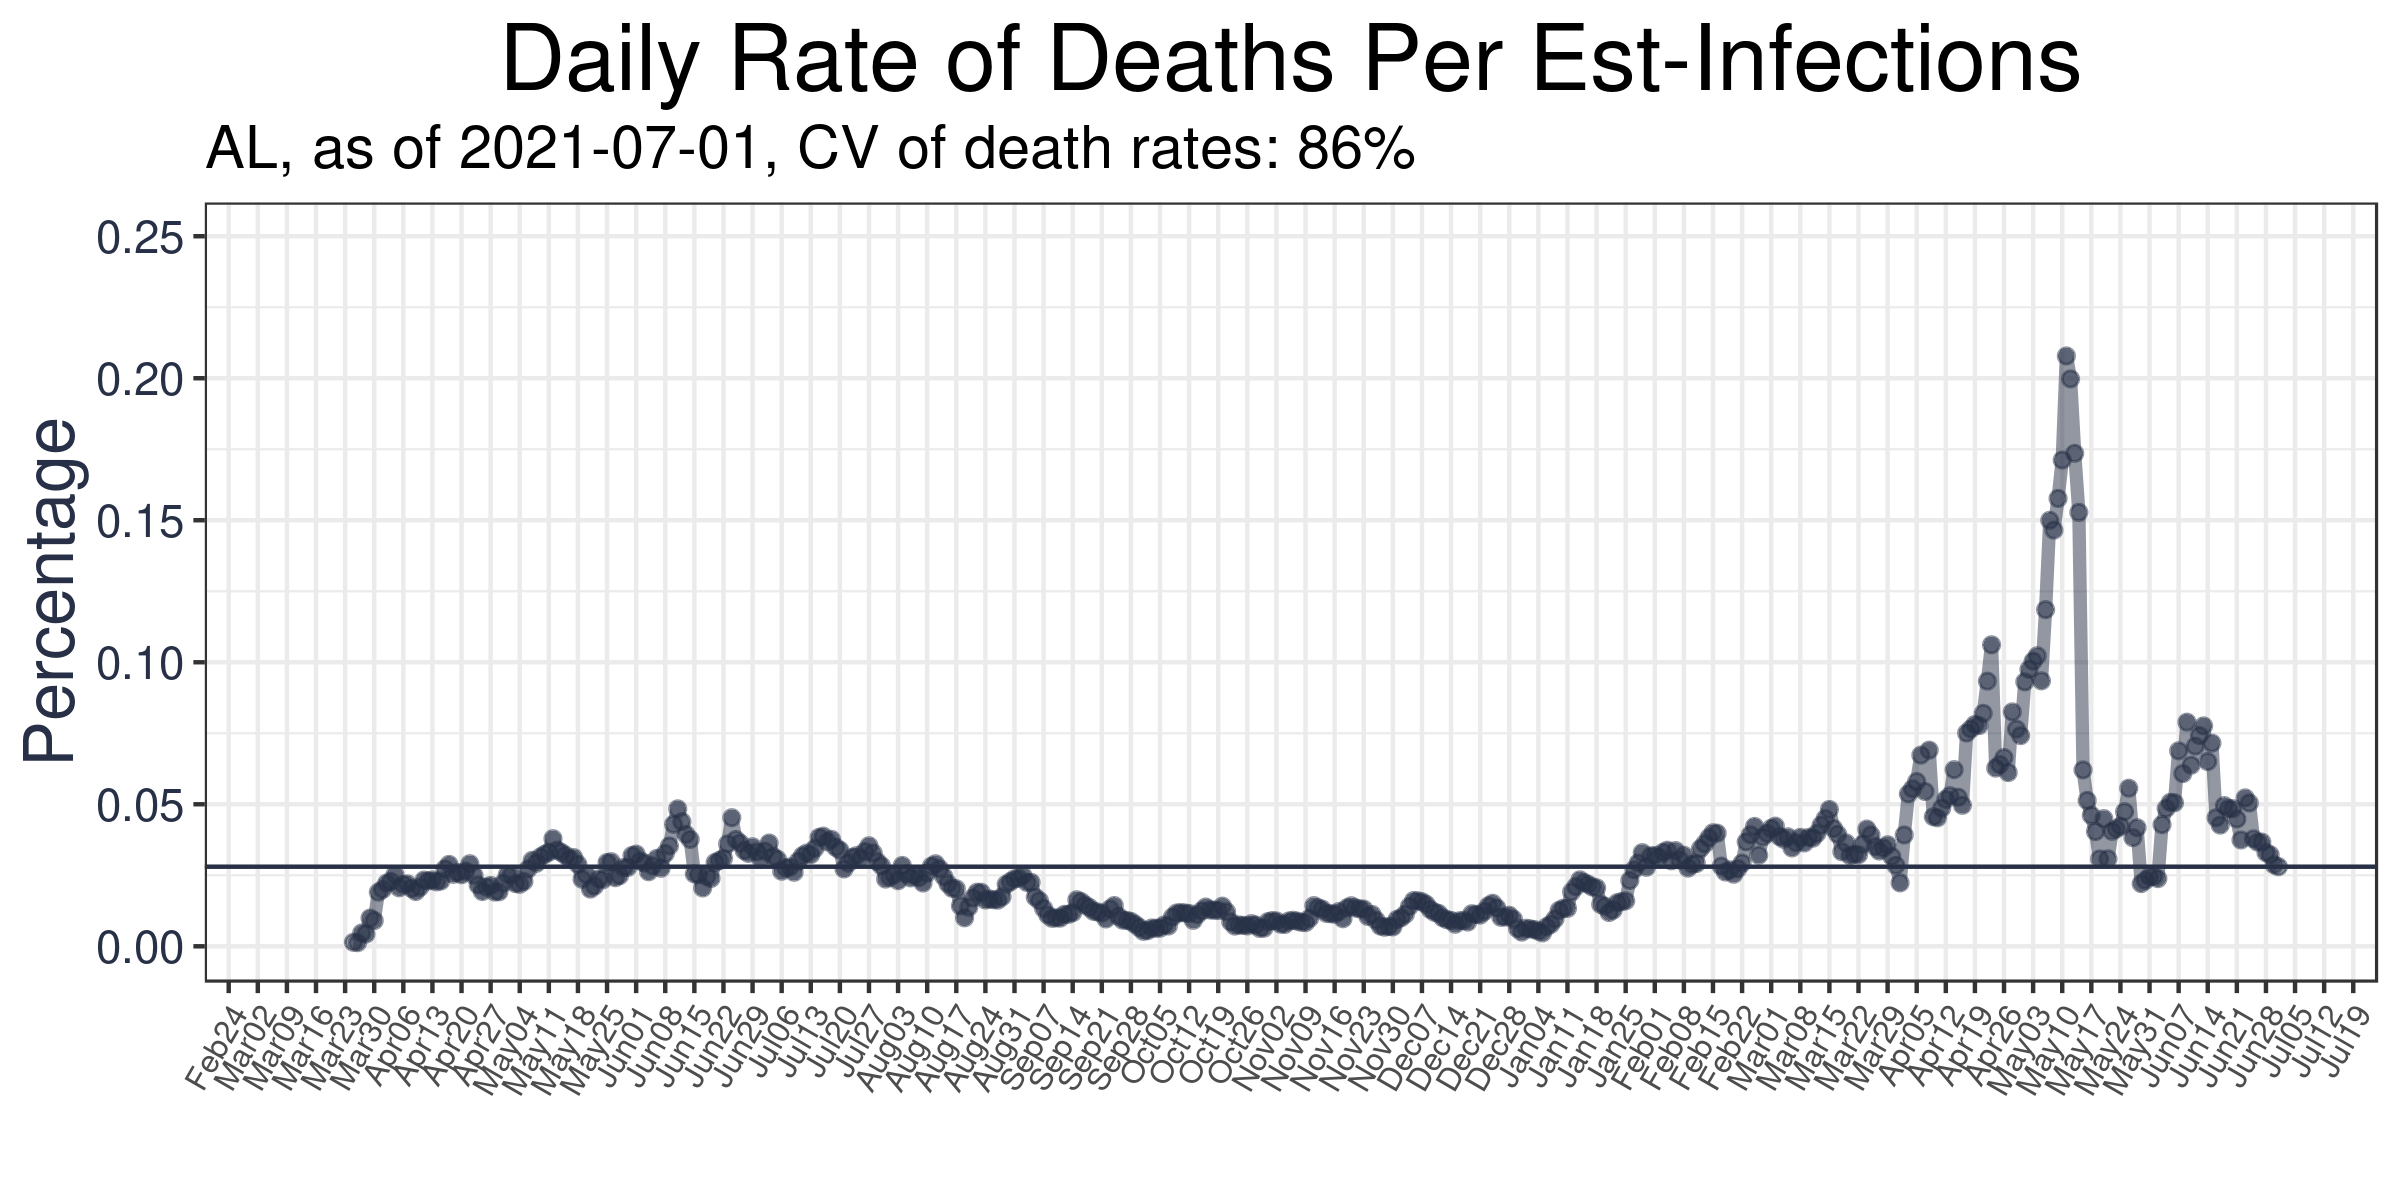 Daily Rate of Deaths Per Est-Infections
AL, as of 2021-07-01, CV of death rates: 86%
Percentage
0.25
0.20
0.15
0.10
0.05
0.00
Feb24
Mar02
Mar09
Mar16
Mar23
Mar30
Apr06
Apr13
Apr20
Apr27
May04
May11
May18
May25
Jun01
Jun08
Jun15
Jun22
Jun29
Jul06
Jul13
Jul20
Jul27
Aug03
Aug10
Aug17
Aug24
Aug31
Sep07
Sep14
Sep21
Sep28
Oct05
Oct12
Oct19
Oct26
Nov02
Nov09
Nov16
Nov23
Nov30
Dec07
Dec14
Dec21
Dec28
Jan04
Jan11
Jan18
Jan25
Feb01
Feb08
Feb15
Feb22
Mar01
Mar08
Mar15
Mar22
Mar29
Apr05
Apr12
Apr19
Apr26
May03
May10
May17
May24
May31
Jun07
Jun14
Jun21
Jun28
Jul05
Jul12
Jul19